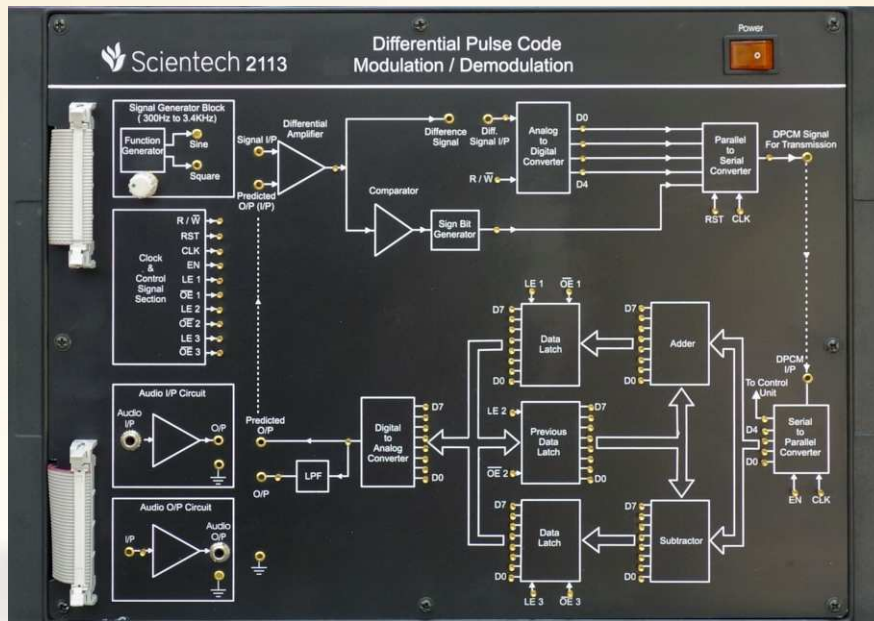 Scientech 2113
Differential Pulse Code
Modulation / Demodulation
Power
Signal Generator Block
( 300Hz to 3.4KHz)
Function
Generator
Sine
Square
Differential
Amplifier
Signal I/P
Predicted
O/P (I/P)
Difference
Signal
Diff.
Signal I/P
Analog
to
Digital
Converter
D0
D4
R / W̅
Parallel
to
Serial
Converter
RST
CLK
DPCM Signal
For Transmission
Comparator
Sign Bit
Generator
Clock
&
Control
Signal
Section
R / W̅
RST
CLK
EN
LE 1
O̅E̅ 1
LE 2
O̅E̅ 2
LE 3
O̅E̅ 3
LE 1
O̅E̅ 1
D7
Data
Latch
D0
D7
Adder
D0
DPCM
I/P
To Control
Unit
D4
D0
Serial
to
Parallel
Converter
EN
CLK
Audio I/P Circuit
Audio
I/P
O/P
Predicted
O/P
O/P
LPF
Digital
to
Analog
Converter
D7
D0
LE 2
O̅E̅ 2
Previous
Data
Latch
D7
D0
Audio O/P Circuit
I/P
Audio
O/P
D7
Data
Latch
D0
LE 3
O̅E̅ 3
D7
Subtractor
D0